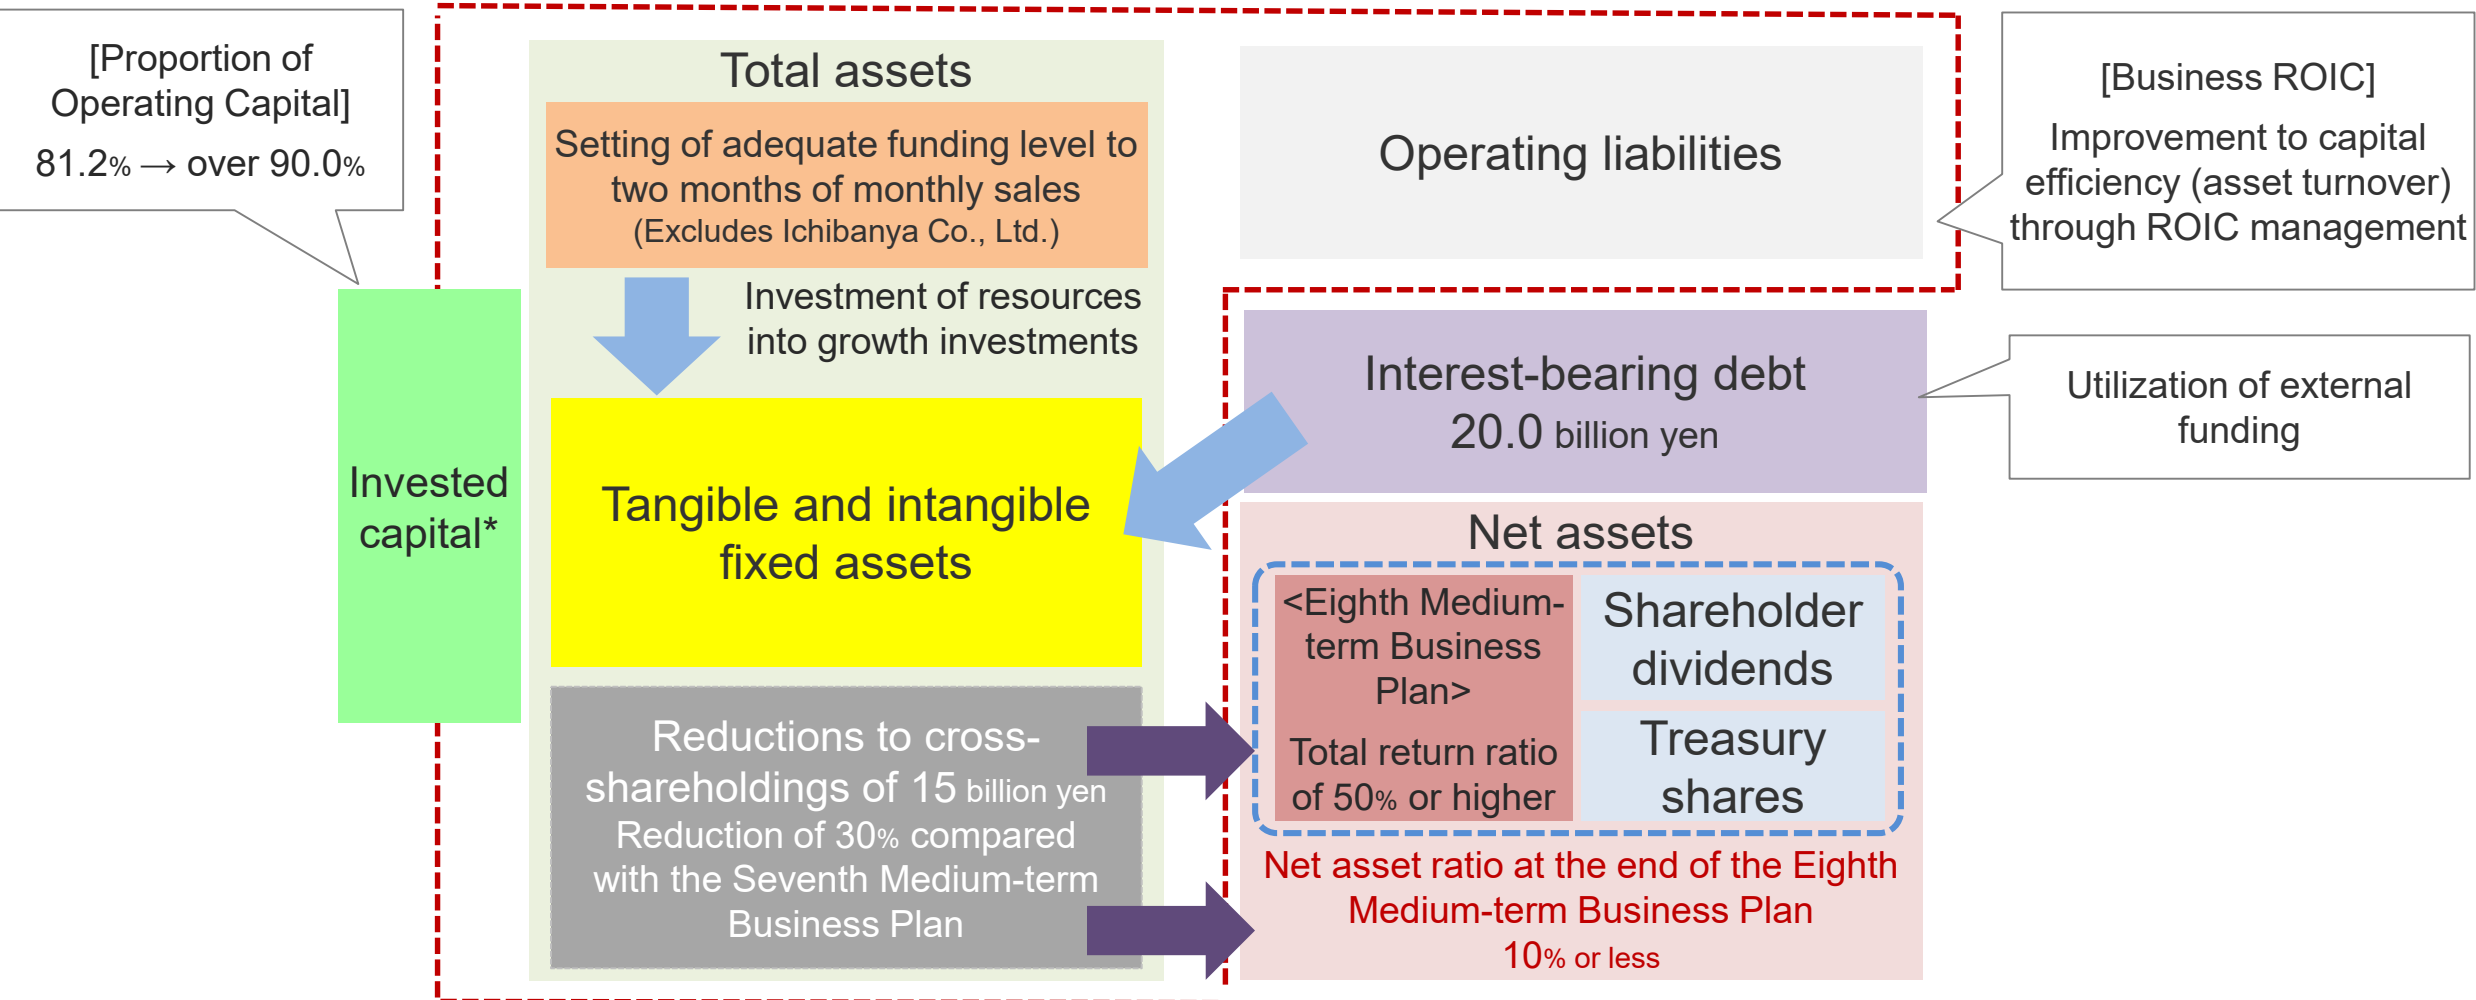 [Proportion of
Operating Capital]
81.2% → over 90.0%
Total assets
Setting of adequate funding level to
two months of monthly sales
(Excludes Ichibanya Co., Ltd.)
Investment of resources
into growth investments
Invested
capital*
Tangible and intangible
fixed assets
Reductions to cross-
shareholdings of 15 billion yen
Reduction of 30% compared
with the Seventh Medium-term
Business Plan
Operating liabilities
[Business ROIC]
Improvement to capital
efficiency (asset turnover)
through ROIC management
Interest-bearing debt
20.0 billion yen
Utilization of external
funding
Net assets
<Eighth Medium-
term Business
Plan>
Total return ratio
of 50% or higher
Shareholder
dividends
Treasury
shares
Net asset ratio at the end of the Eighth
Medium-term Business Plan
10% or less